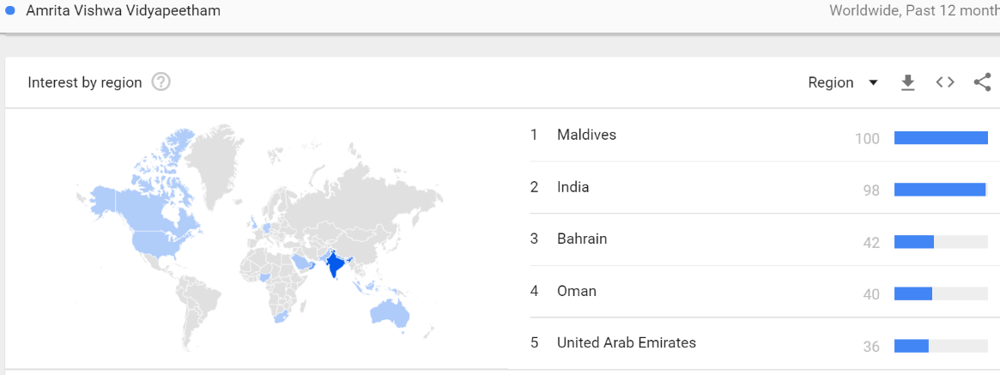 Amrita Vishwa Vidyapeetham
Worldwide, Past 12 month
Interest by region ?
Region
1 Maldives 100
2 India 98
3 Bahrain 42
4 Oman 40
5 United Arab Emirates 36